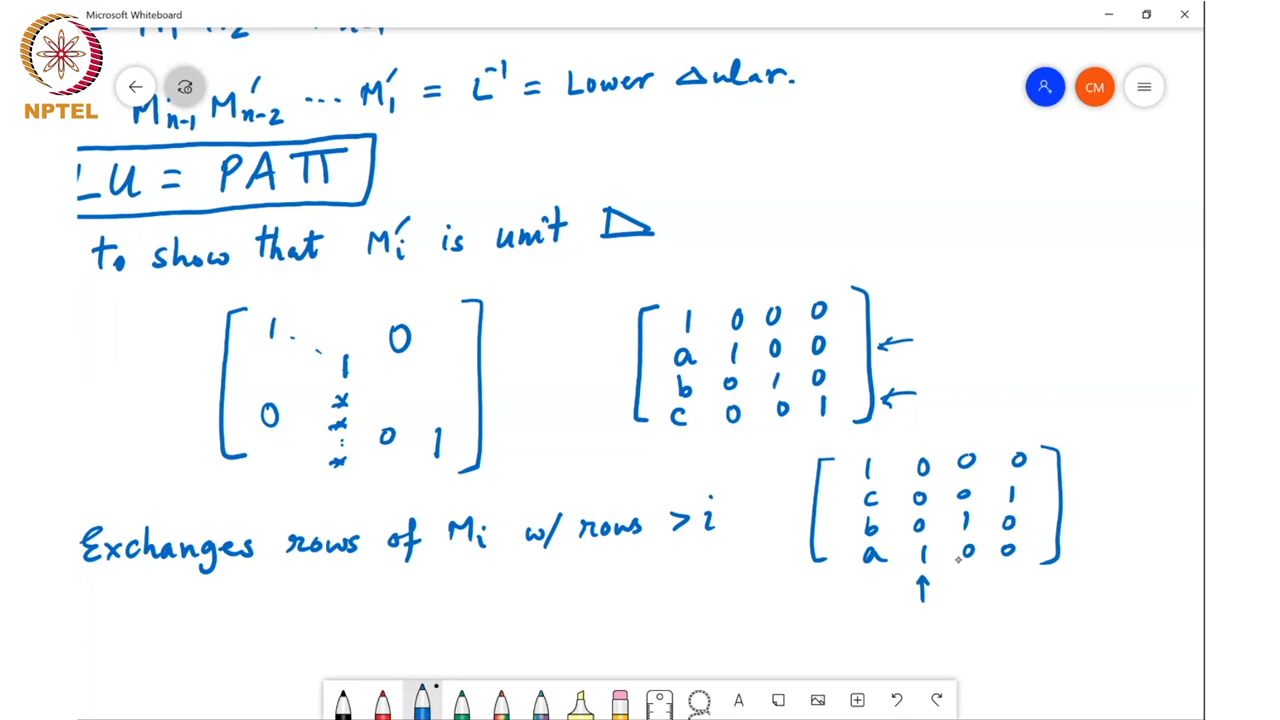 Microsoft Whiteboard
NPTEL
CM
M'n-1 M'n-2 ... M'1 = L^-1 = Lower Δular.
LU = PAΠ
to show that M'i is unit
1 0
1
0 x
x 0 1
x
1 0 0 0
a 1 0 0 ←
b 0 1 0
c 0 0 1 ←
Exchanges rows of Mi w/ rows > i
1 0 0 0
c 0 0 1
b 0 1 0
a 1 0 0
↑
A